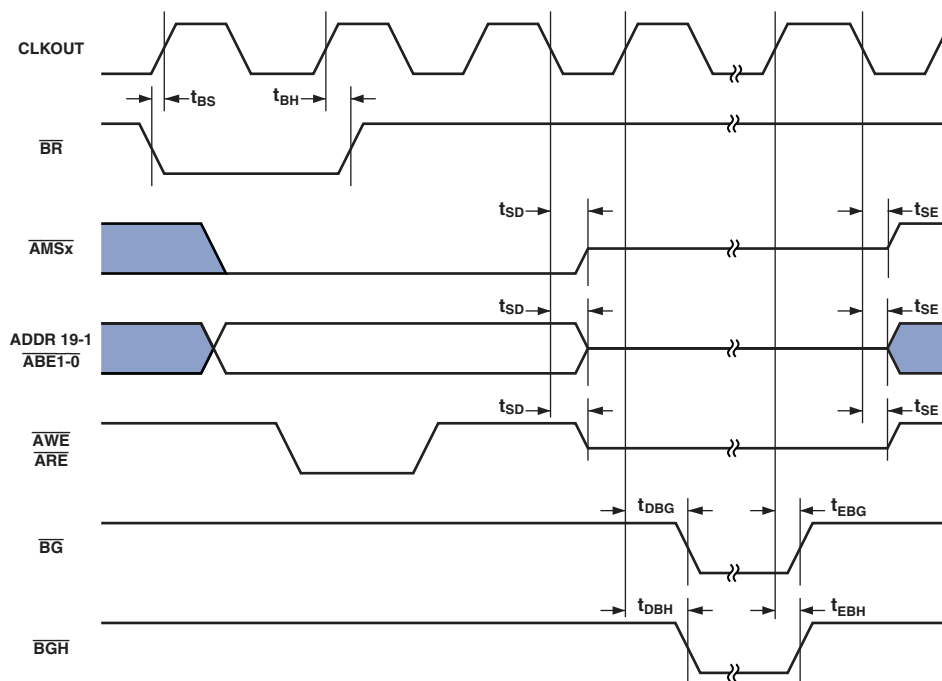 CLKOUT
tBS
tBH
BR
tSD
tSE
AMSx
tSD
tSE
ADDR 19-1
ABE1-0
tSD
tSE
AWE
ARE
tDBG
tEBG
BG
tDBH
tEBH
BGH